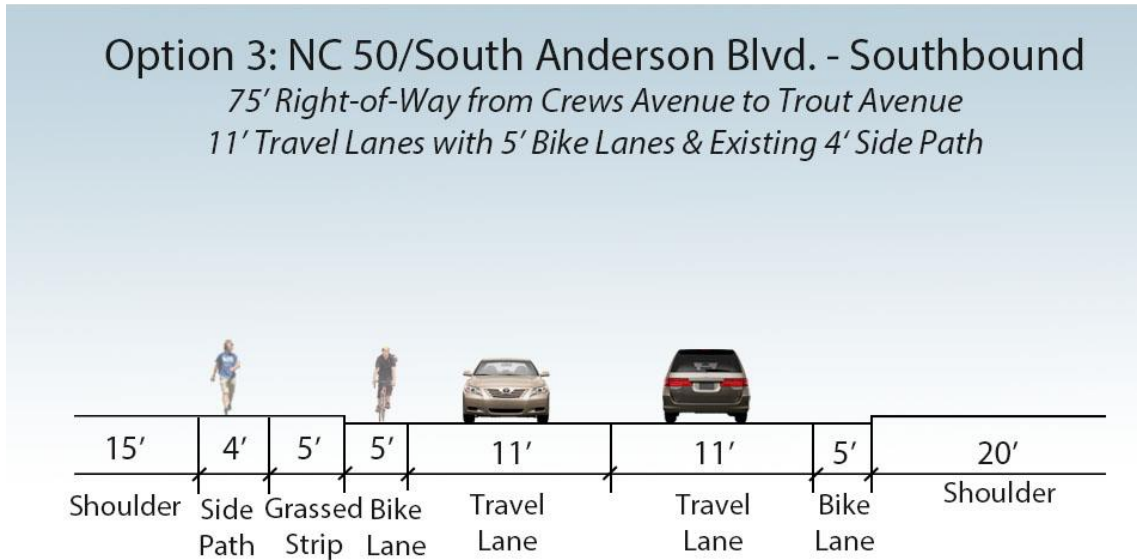 Option 3: NC 50/South Anderson Blvd. - Southbound
75' Right-of-Way from Crews Avenue to Trout Avenue
11' Travel Lanes with 5' Bike Lanes & Existing 4' Side Path
15' 4' 5' 5' 11' 11' 5' 20'
Shoulder Side Grassed Bike Travel Travel Bike Shoulder
Path Strip Lane Lane Lane Lane